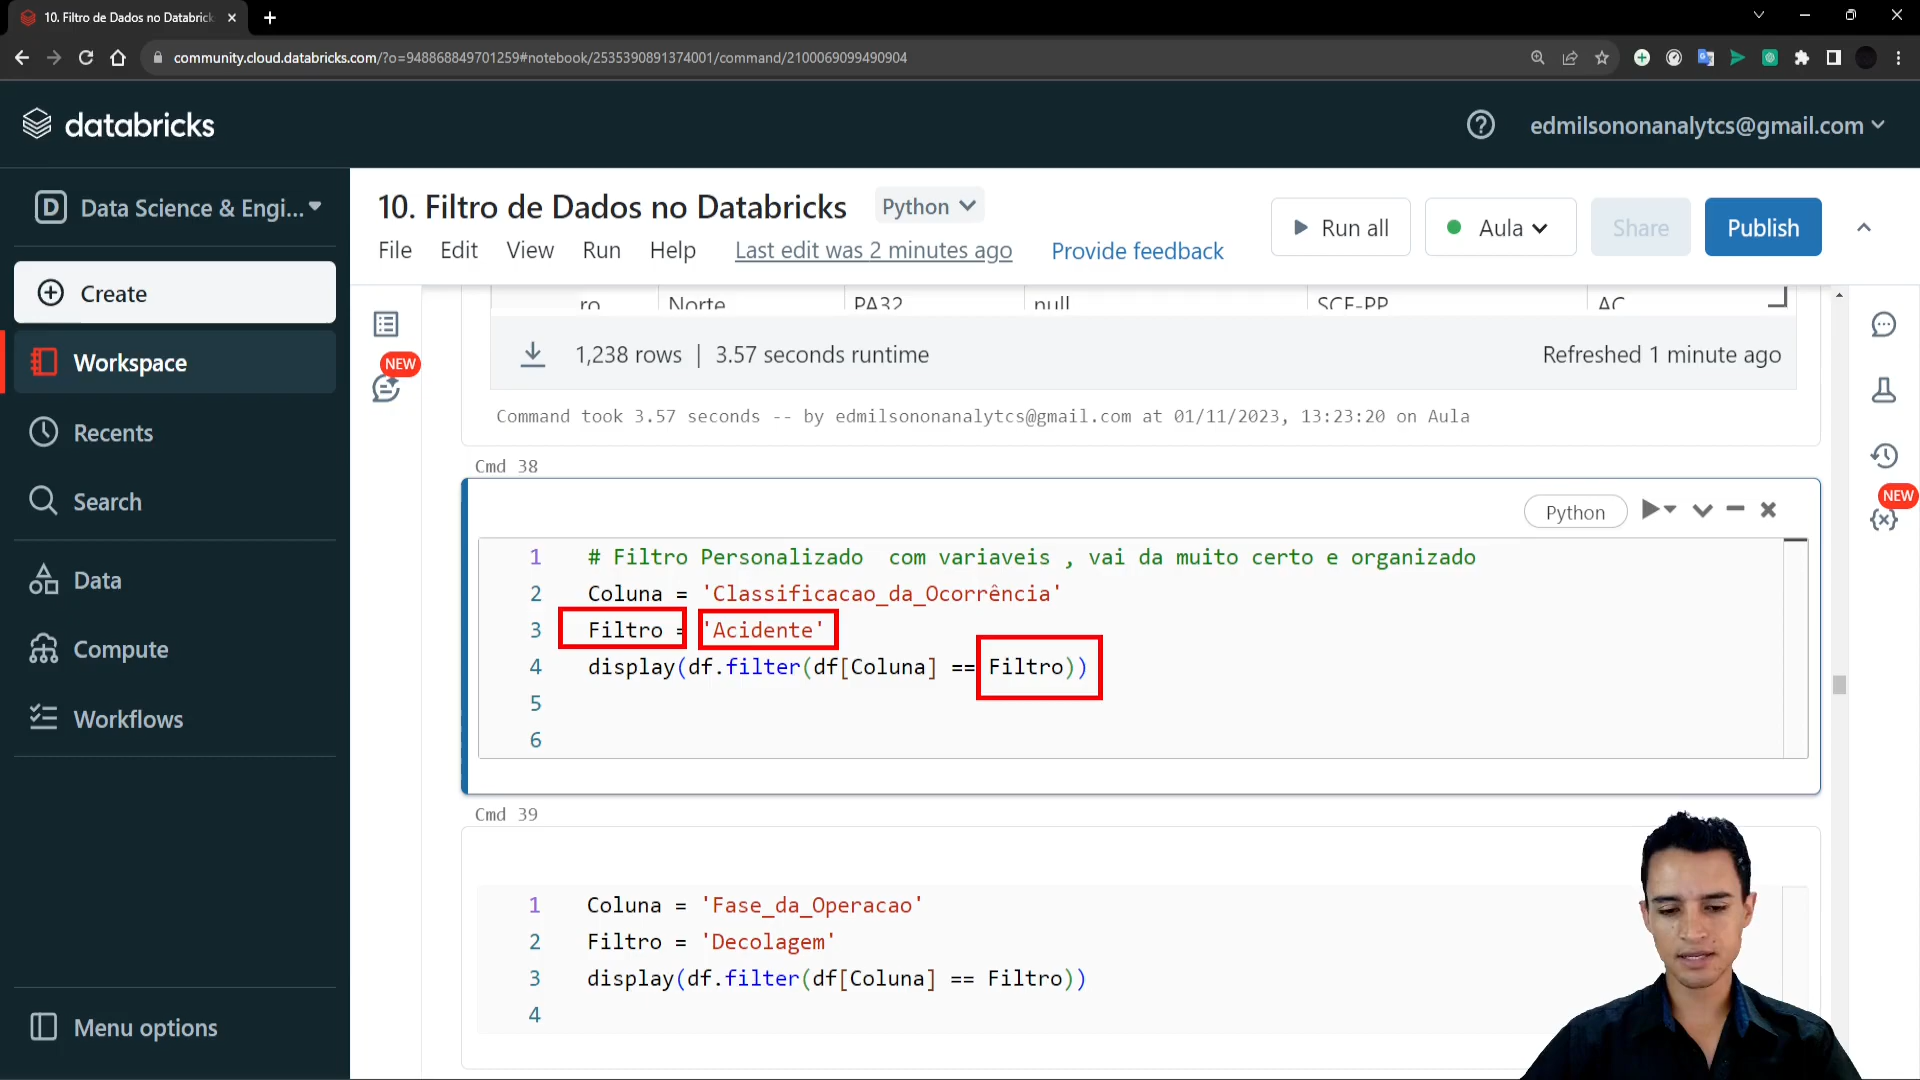 10. Filtro de Dados no Databrick
community.cloud.databricks.com/?o=948868849701259#notebook/2535390891374001/command/2100069099490904
databricks
edmilsononanalytcs@gmail.com
D Data Science & Engi...
10. Filtro de Dados no Databricks Python
Run all
Aula
Share
Publish
File Edit View Run Help Last edit was 2 minutes ago Provide feedback
Create
Workspace
Recents
Search
Data
Compute
Workflows
Menu options
NEW
ro Norte PA32 null SCF-PP AC
1,238 rows | 3.57 seconds runtime
Refreshed 1 minute ago
Command took 3.57 seconds -- by edmilsononanalytcs@gmail.com at 01/11/2023, 13:23:20 on Aula
NEW
Cmd 38
Python
1 # Filtro Personalizado com variaveis , vai da muito certo e organizado
2 Coluna = 'Classificacao_da_Ocorrência'
3 Filtro = 'Acidente'
4 display(df.filter(df[Coluna] == Filtro))
5
6
Cmd 39
1 Coluna = 'Fase_da_Operacao'
2 Filtro = 'Decolagem'
3 display(df.filter(df[Coluna] == Filtro))
4